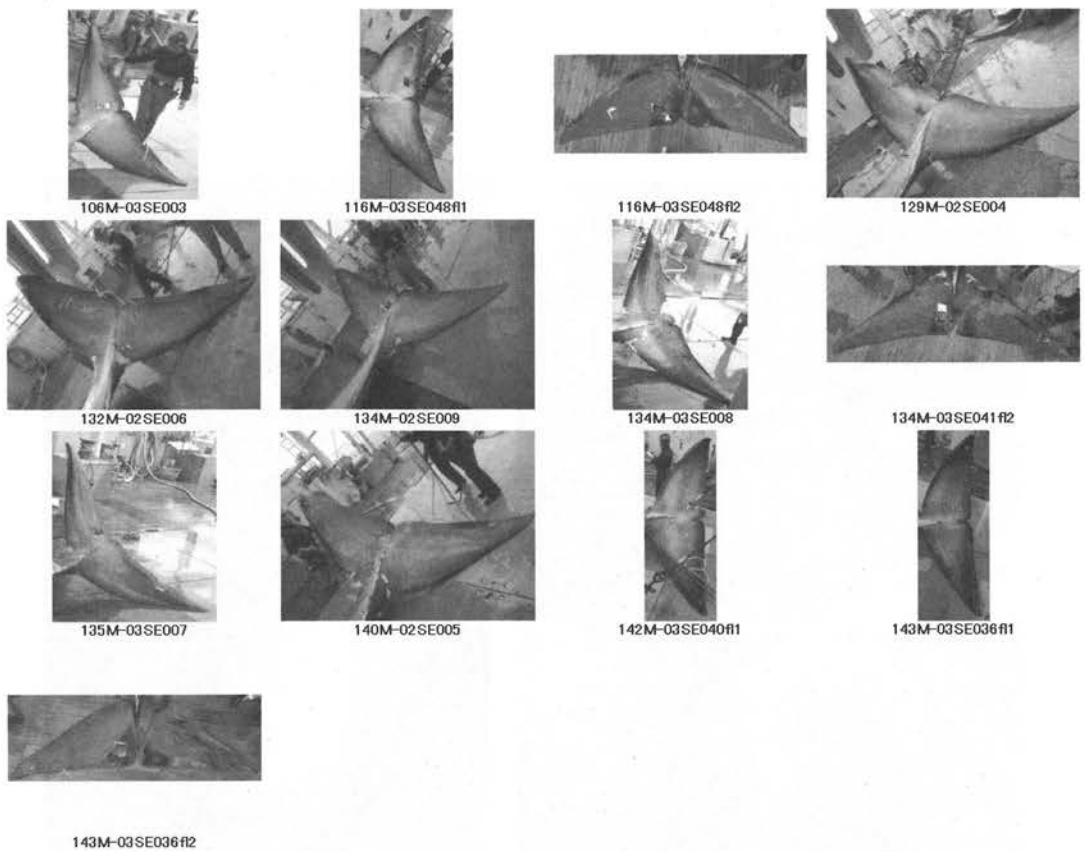 106M-03SE003
116M-03SE048fl1
116M-03SE048fl2
129M-02SE004
132M-02SE006
134M-02SE009
134M-03SE008
134M-03SE041fl2
135M-03SE007
140M-02SE005
142M-03SE040fl1
143M-03SE036fl1
143M-03SE036fl2